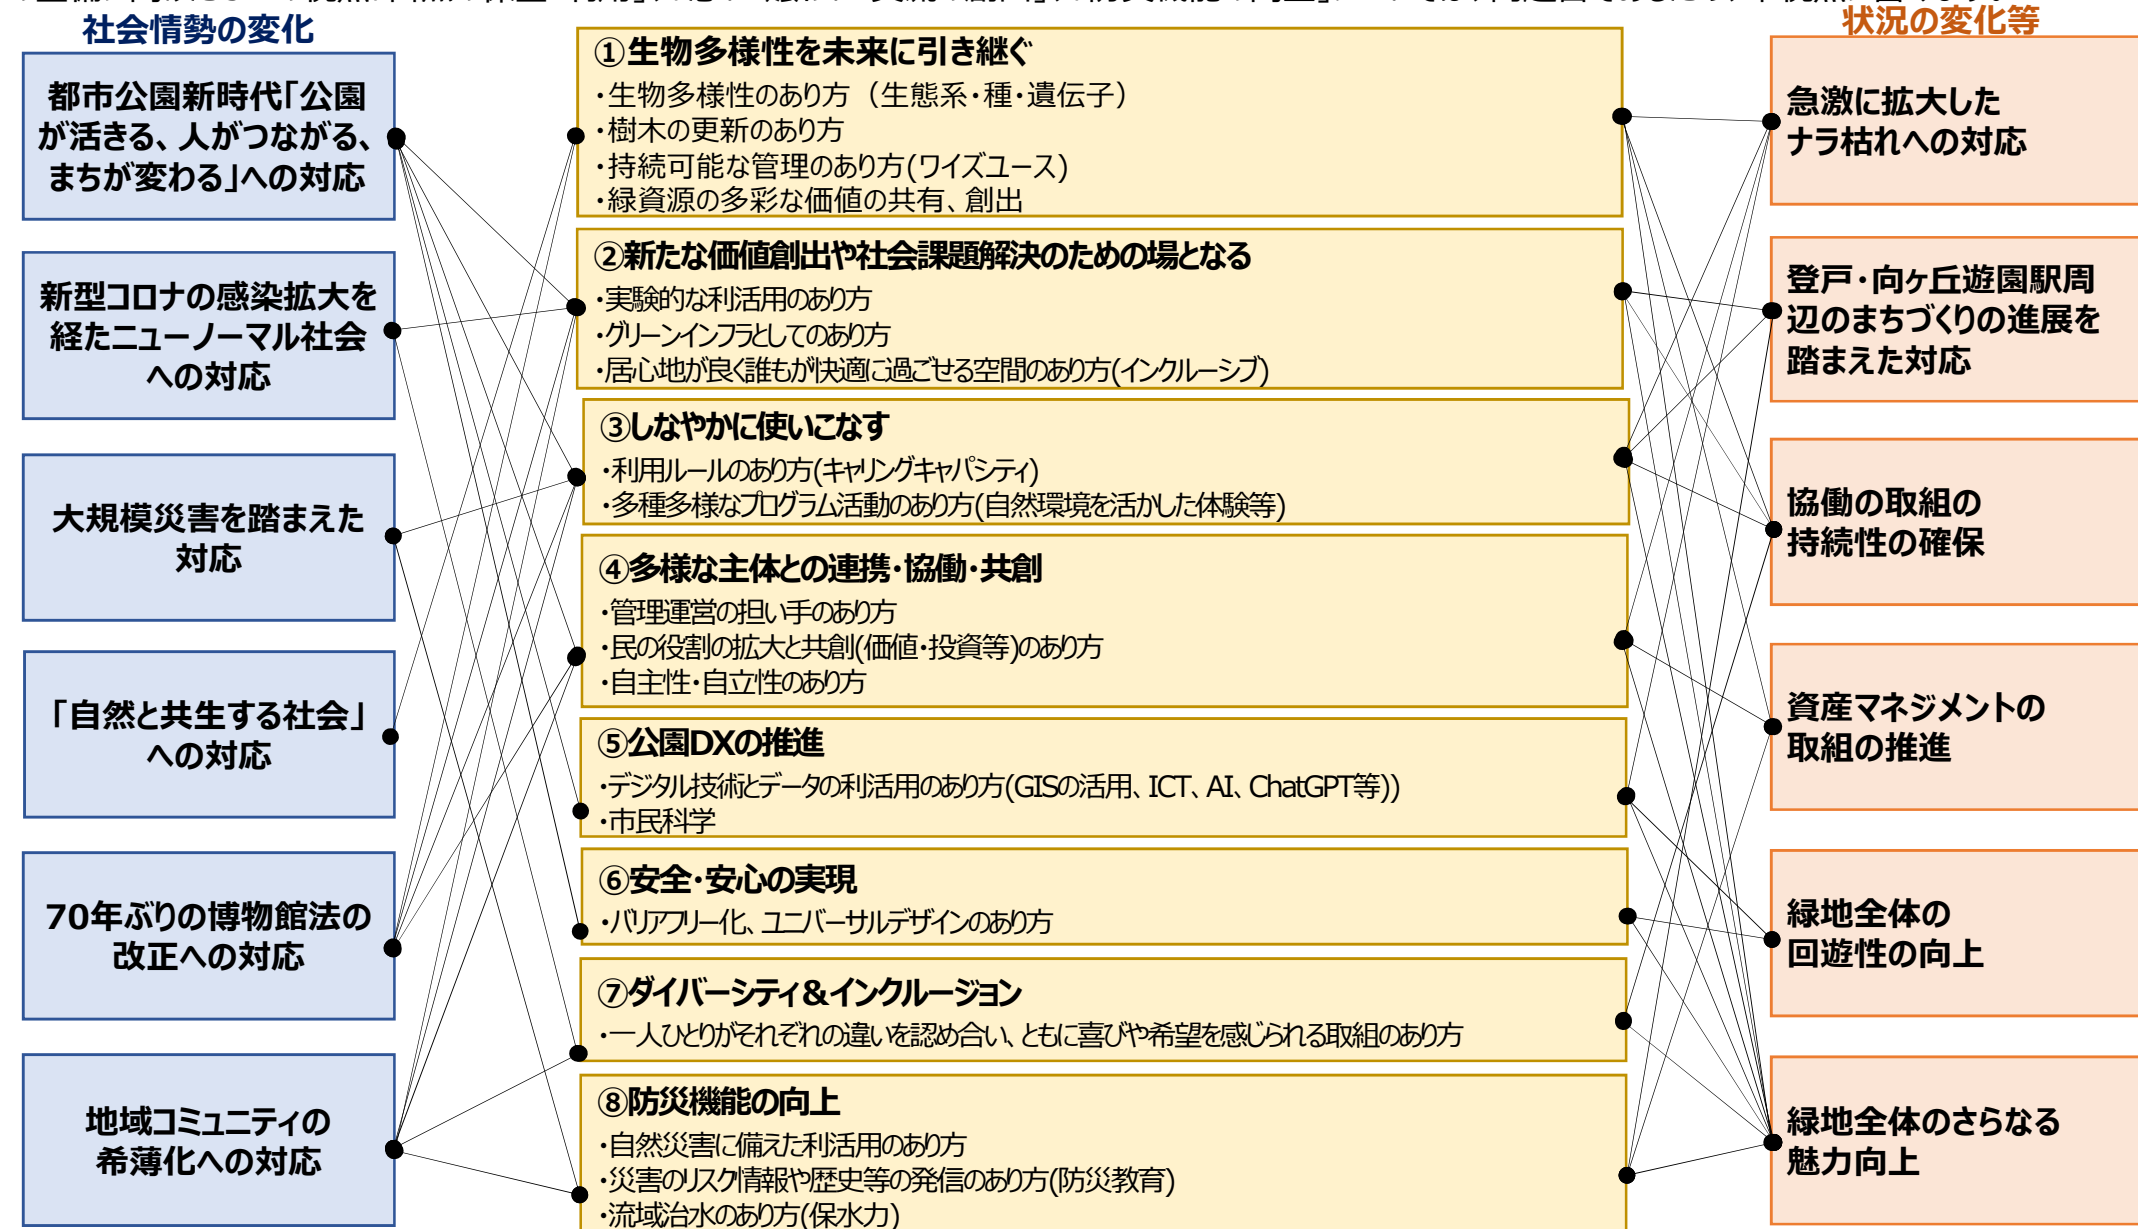 社会情勢の変化
都市公園新時代「公園
が活きる、人がつながる、
まちが変わる」への対応
新型コロナの感染拡大を
経たニューノーマル社会
への対応
大規模災害を踏まえた
対応
「自然と共生する社会」
への対応
70年ぶりの博物館法の
改正への対応
地域コミュニティの
希薄化への対応
①生物多様性を未来に引き継ぐ
・生物多様性のあり方（生態系・種・遺伝子）
・樹木の更新のあり方
・持続可能な管理のあり方(ワイズユース)
・緑資源の多彩な価値の共有、創出
②新たな価値創出や社会課題解決のための場となる
・実験的な利活用のあり方
・グリーンインフラとしてのあり方
・居心地が良く誰もが快適に過ごせる空間のあり方(インクルーシブ)
③しなやかに使いこなす
・利用ルールのあり方(キャリングキャパシティ)
・多種多様なプログラム活動のあり方(自然環境を活かした体験等)
④多様な主体との連携・協働・共創
・管理運営の担い手のあり方
・民の役割の拡大と共創(価値・投資等)のあり方
・自主性・自立性のあり方
⑤公園DXの推進
・デジタル技術とデータの利活用のあり方(GISの活用、ICT、AI、ChatGPT等))
・市民科学
⑥安全・安心の実現
・バリアフリー化、ユニバーサルデザインのあり方
⑦ダイバーシティ＆インクルージョン
・一人ひとりがそれぞれの違いを認め合い、ともに喜びや希望を感じられる取組のあり方
⑧防災機能の向上
・自然災害に備えた利活用のあり方
・災害のリスク情報や歴史等の発信のあり方(防災教育)
・流域治水のあり方(保水力)
状況の変化等
急激に拡大した
ナラ枯れへの対応
登戸・向ヶ丘遊園駅周
辺のまちづくりの進展を
踏まえた対応
協働の取組の
持続性の確保
資産マネジメントの
取組の推進
緑地全体の
回遊性の向上
緑地全体のさらなる
魅力向上